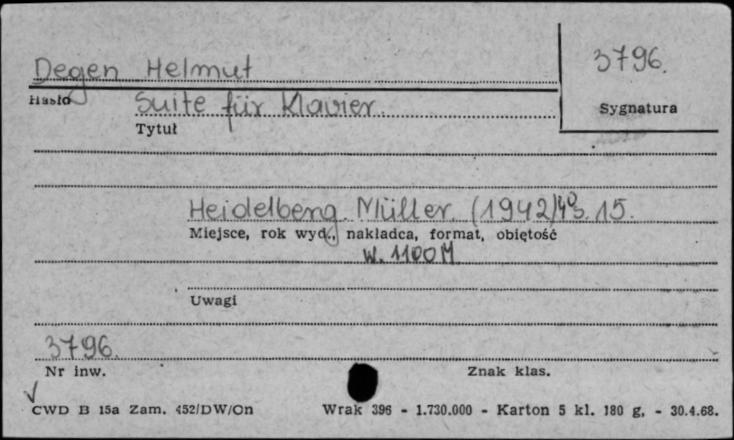 Degen Helmut
3796.
Hasło
Suite für Klavier.
Sygnatura
Tytuł
Heidelberg. Müller. (1942) 4º s. 15.
Miejsce, rok wyd., nakładca, format, objętość
W. 1100 M
Uwagi
3796.
Nr inw.
Znak klas.
CWD B 15a Zam. 452/DW/On
Wrak 396 - 1.730.000 - Karton 5 kl. 180 g. - 30.4.68.